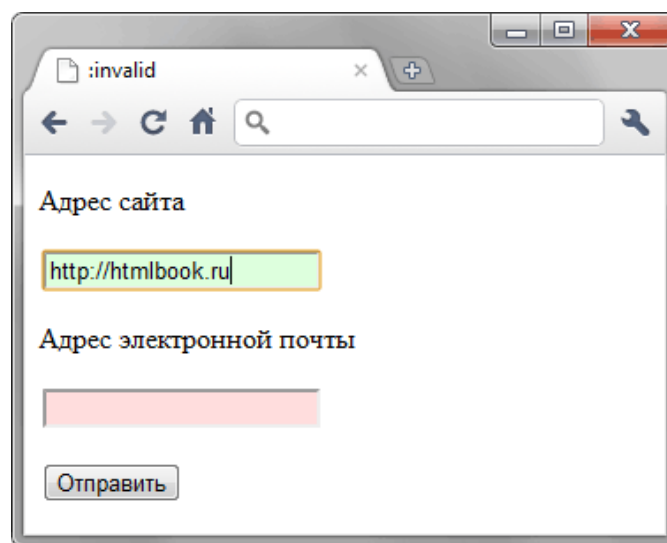 :invalid
Адрес сайта
http://htmlbook.ru
Адрес электронной почты
Отправить